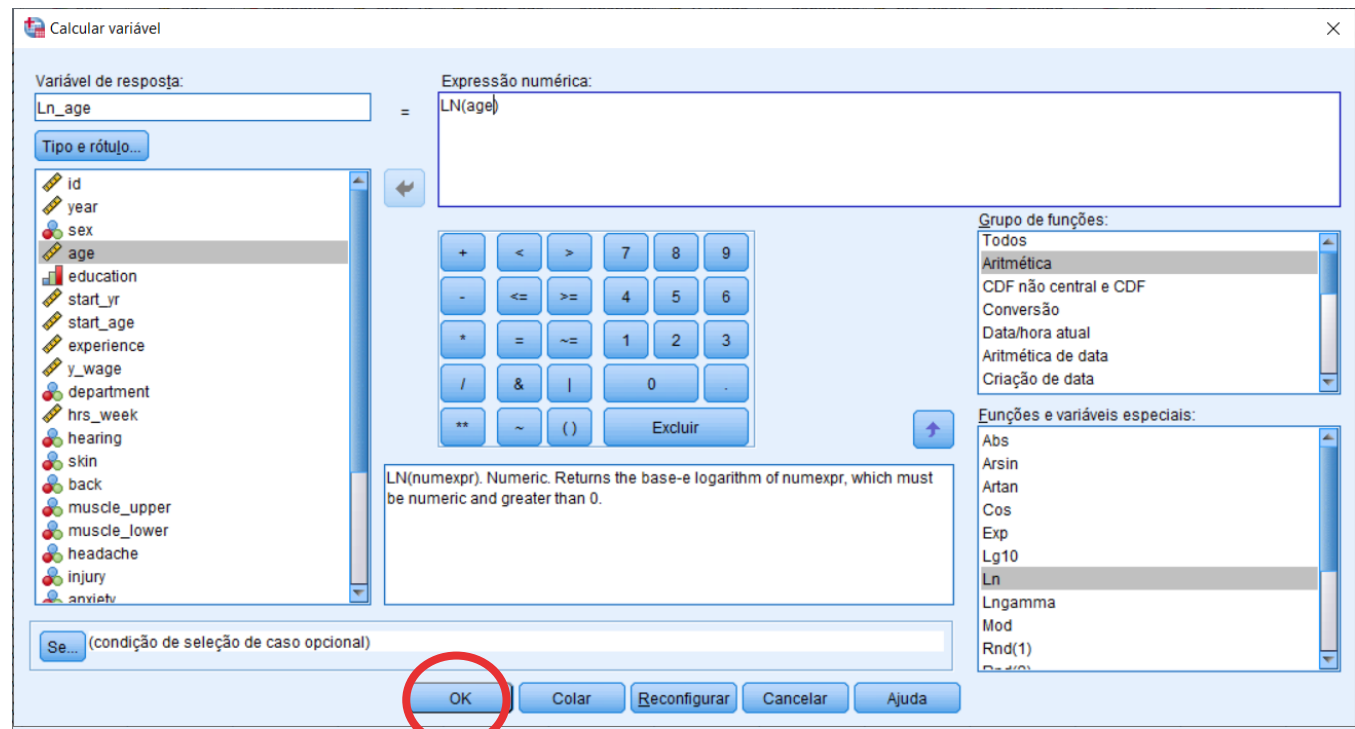 Calcular variável
Variável de resposta:
Ln_age
=
Expressão numérica:
LN(age)
Tipo e rótulo...
id
year
sex
age
education
start_yr
start_age
experience
y_wage
department
hrs_week
hearing
skin
back
muscle_upper
muscle_lower
headache
injury
anxiety
+ < > 7 8 9
- <= >= 4 5 6
* = ~= 1 2 3
/ & | 0 .
** ~ ( ) Excluir
LN(numexpr). Numeric. Returns the base-e logarithm of numexpr, which must
be numeric and greater than 0.
Grupo de funções:
Todos
Aritmética
CDF não central e CDF
Conversão
Data/hora atual
Aritmética de data
Criação de data
Funções e variáveis especiais:
Abs
Arsin
Artan
Cos
Exp
Lg10
Ln
Lngamma
Mod
Rnd(1)
Se... (condição de seleção de caso opcional)
OK Colar Reconfigurar Cancelar Ajuda